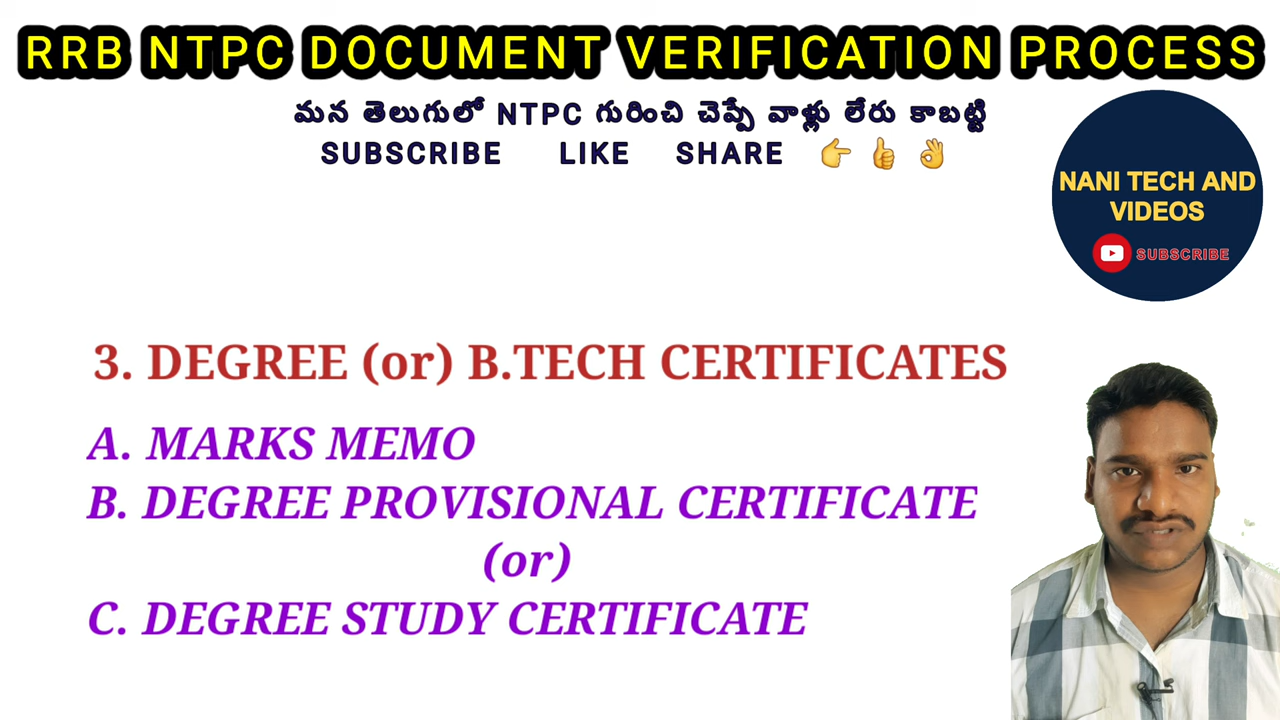 RRB NTPC DOCUMENT VERIFICATION PROCESS
మన తెలుగులో NTPC గురించి చెప్పే వాళ్లు లేరు కాబట్టి
SUBSCRIBE LIKE SHARE 👉 👍 👌
NANI TECH AND
VIDEOS
SUBSCRIBE
3. DEGREE (or) B.TECH CERTIFICATES
A. MARKS MEMO
B. DEGREE PROVISIONAL CERTIFICATE
(or)
C. DEGREE STUDY CERTIFICATE